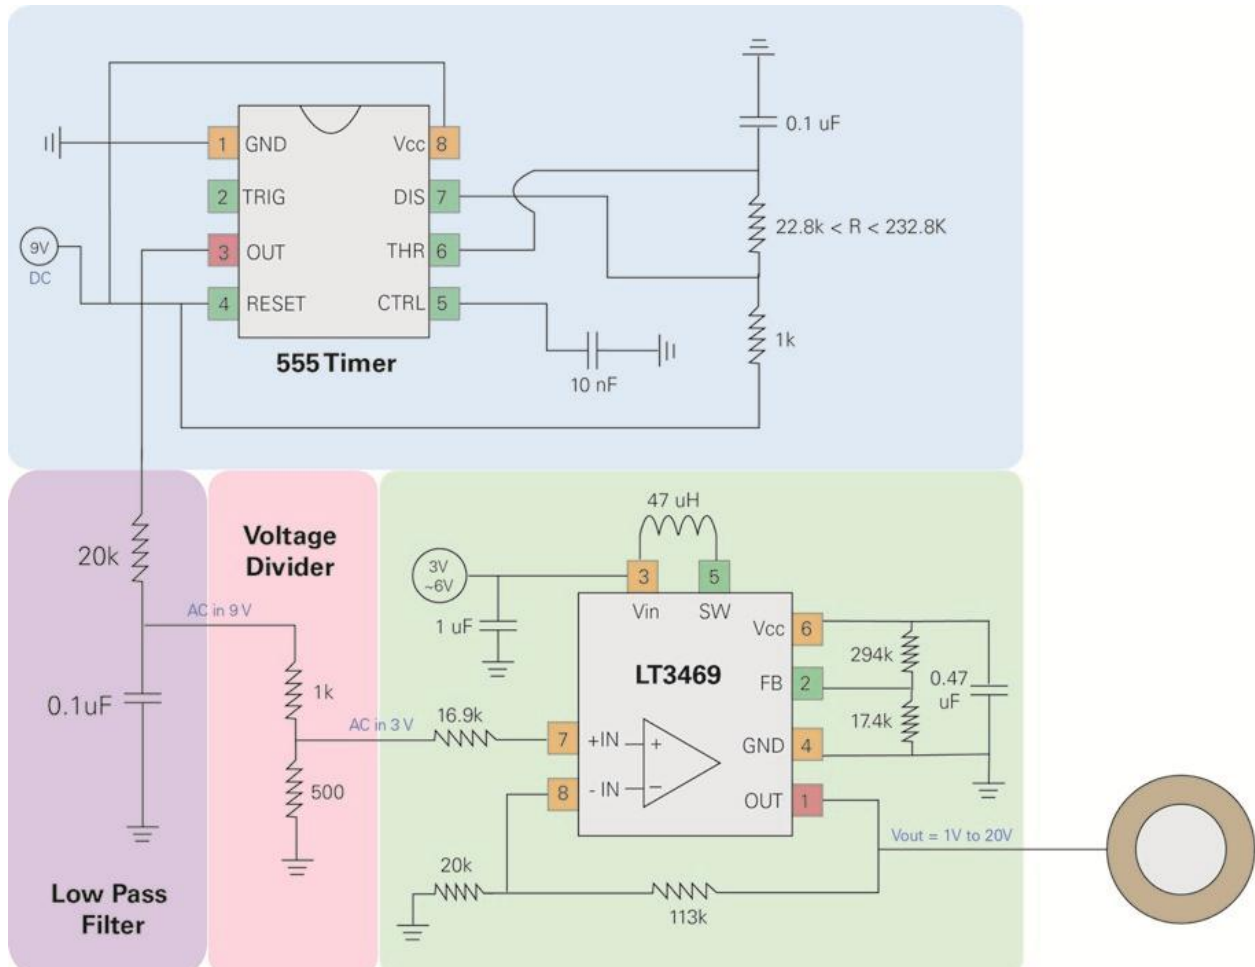 0.1 uF
1 GND
Vcc 8
2 TRIG
DIS 7
22.8k < R < 232.8K
9V
DC
3 OUT
THR 6
4 RESET
CTRL 5
1k
555 Timer
10 nF
47 uH
20k
Voltage
Divider
3V
~6V
3 5
Vin SW
AC in 9 V
1 uF
Vcc 6
294k
LT3469
FB 2
0.47
uF
0.1uF
1k
AC in 3 V
16.9k
17.4k
7 +IN
+
GND 4
500
8 - IN
−
OUT 1
Vout = 1V to 20V
20k
113k
Low Pass
Filter